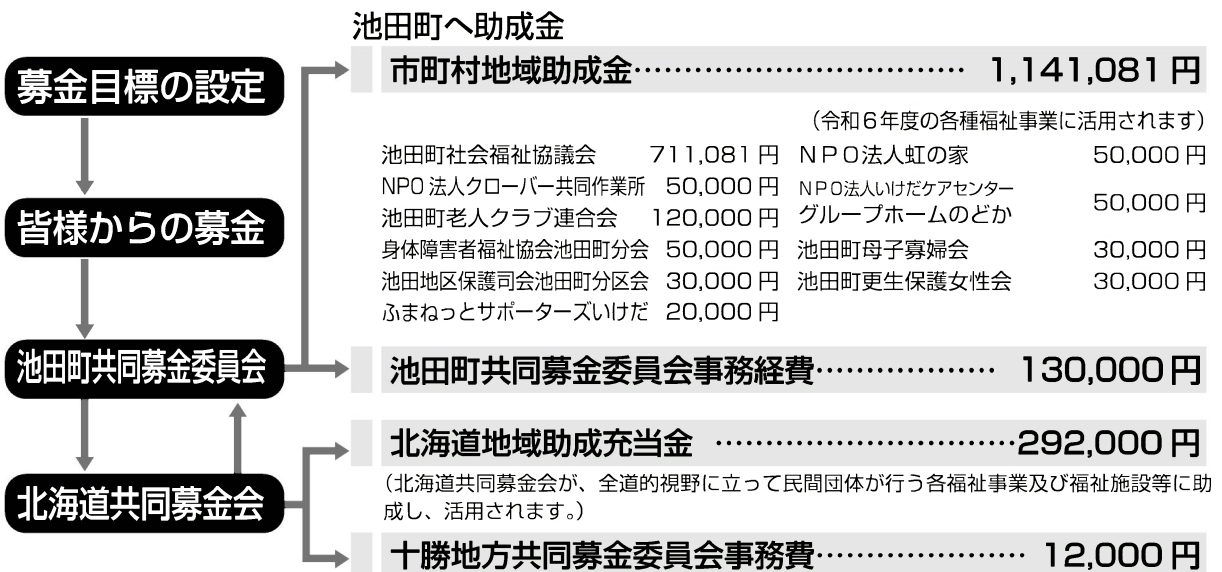 募金目標の設定
皆様からの募金
池田町共同募金委員会
北海道共同募金会
池田町へ助成金
市町村地域助成金……………………………… 1,141,081円
（令和６年度の各種福祉事業に活用されます）
池田町社会福祉協議会 711,081円
NPO法人クローバー共同作業所 50,000円
池田町老人クラブ連合会 120,000円
身体障害者福祉協会池田町分会 50,000円
池田地区保護司会池田町分区会 30,000円
ふまねっとサポーターズいけだ 20,000円
ＮＰＯ法人虹の家 50,000円
ＮＰＯ法人いけだケアセンター
グループホームのどか 50,000円
池田町母子寡婦会 30,000円
池田町更生保護女性会 30,000円
池田町共同募金委員会事務経費……………… 130,000円
北海道地域助成充当金 …………………………292,000円
（北海道共同募金会が、全道的視野に立って民間団体が行う各福祉事業及び福祉施設等に助
成し、活用されます。）
十勝地方共同募金委員会事務費………………… 12,000円